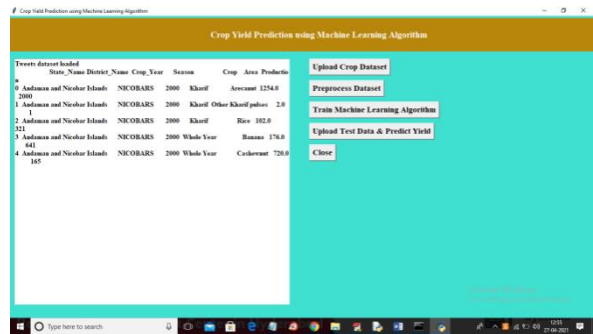 Crop Yield Prediction using Machine Learning Algorithm
Crop Yield Prediction using Machine Learning Algorithm
Tweets dataset loaded
State_Name District_Name Crop_Year Season Crop Area Productio
n
0 Andaman and Nicobar Islands NICOBARS 2000 Kharif Arecanut 1254.0
2000
1 Andaman and Nicobar Islands NICOBARS 2000 Kharif Other Kharif pulses 2.0
1
2 Andaman and Nicobar Islands NICOBARS 2000 Kharif Rice 102.0
321
3 Andaman and Nicobar Islands NICOBARS 2000 Whole Year Banana 176.0
641
4 Andaman and Nicobar Islands NICOBARS 2000 Whole Year Cashewnut 720.0
165
Upload Crop Dataset
Preprocess Dataset
Train Machine Learning Algorithm
Upload Test Data & Predict Yield
Close
Type here to search
12:55
27-04-2021